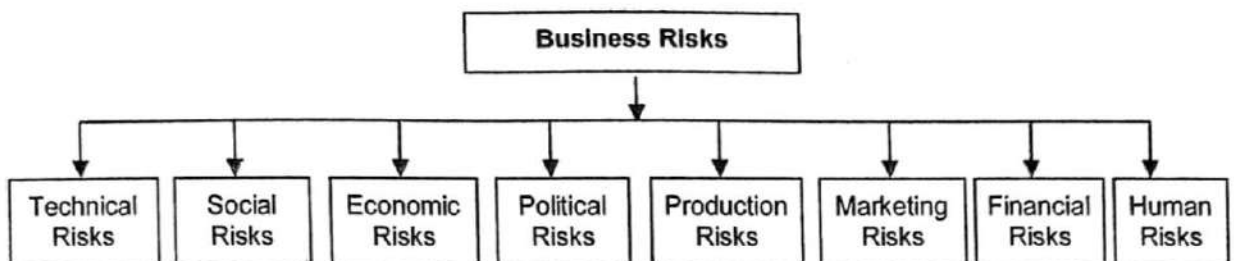 Business Risks
Technical Risks
Social Risks
Economic Risks
Political Risks
Production Risks
Marketing Risks
Financial Risks
Human Risks